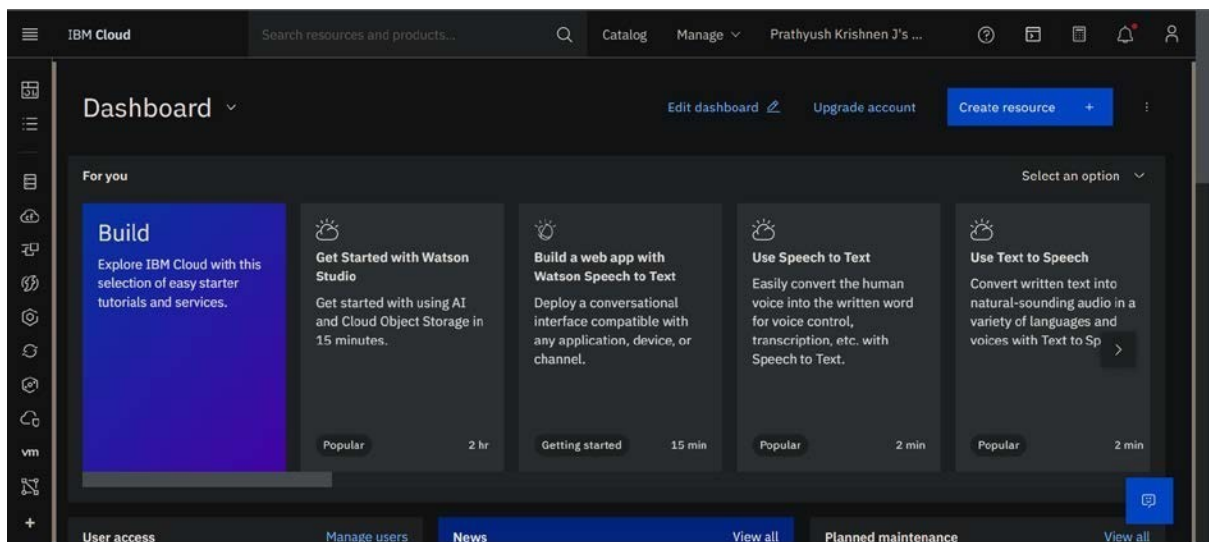 IBM Cloud
Search resources and products...
Catalog
Manage
Prathyush Krishnen J's ...
Dashboard
Edit dashboard
Upgrade account
Create resource +
For you
Select an option
Build
Explore IBM Cloud with this
selection of easy starter
tutorials and services.
Get Started with Watson
Studio
Get started with using AI
and Cloud Object Storage in
15 minutes.
Popular
2 hr
Build a web app with
Watson Speech to Text
Deploy a conversational
interface compatible with
any application, device, or
channel.
Getting started
15 min
Use Speech to Text
Easily convert the human
voice into the written word
for voice control,
transcription, etc. with
Speech to Text.
Popular
2 min
Use Text to Speech
Convert written text into
natural-sounding audio in a
variety of languages and
voices with Text to Sp
Popular
2 min
vm
User access
Manage users
News
View all
Planned maintenance
View all